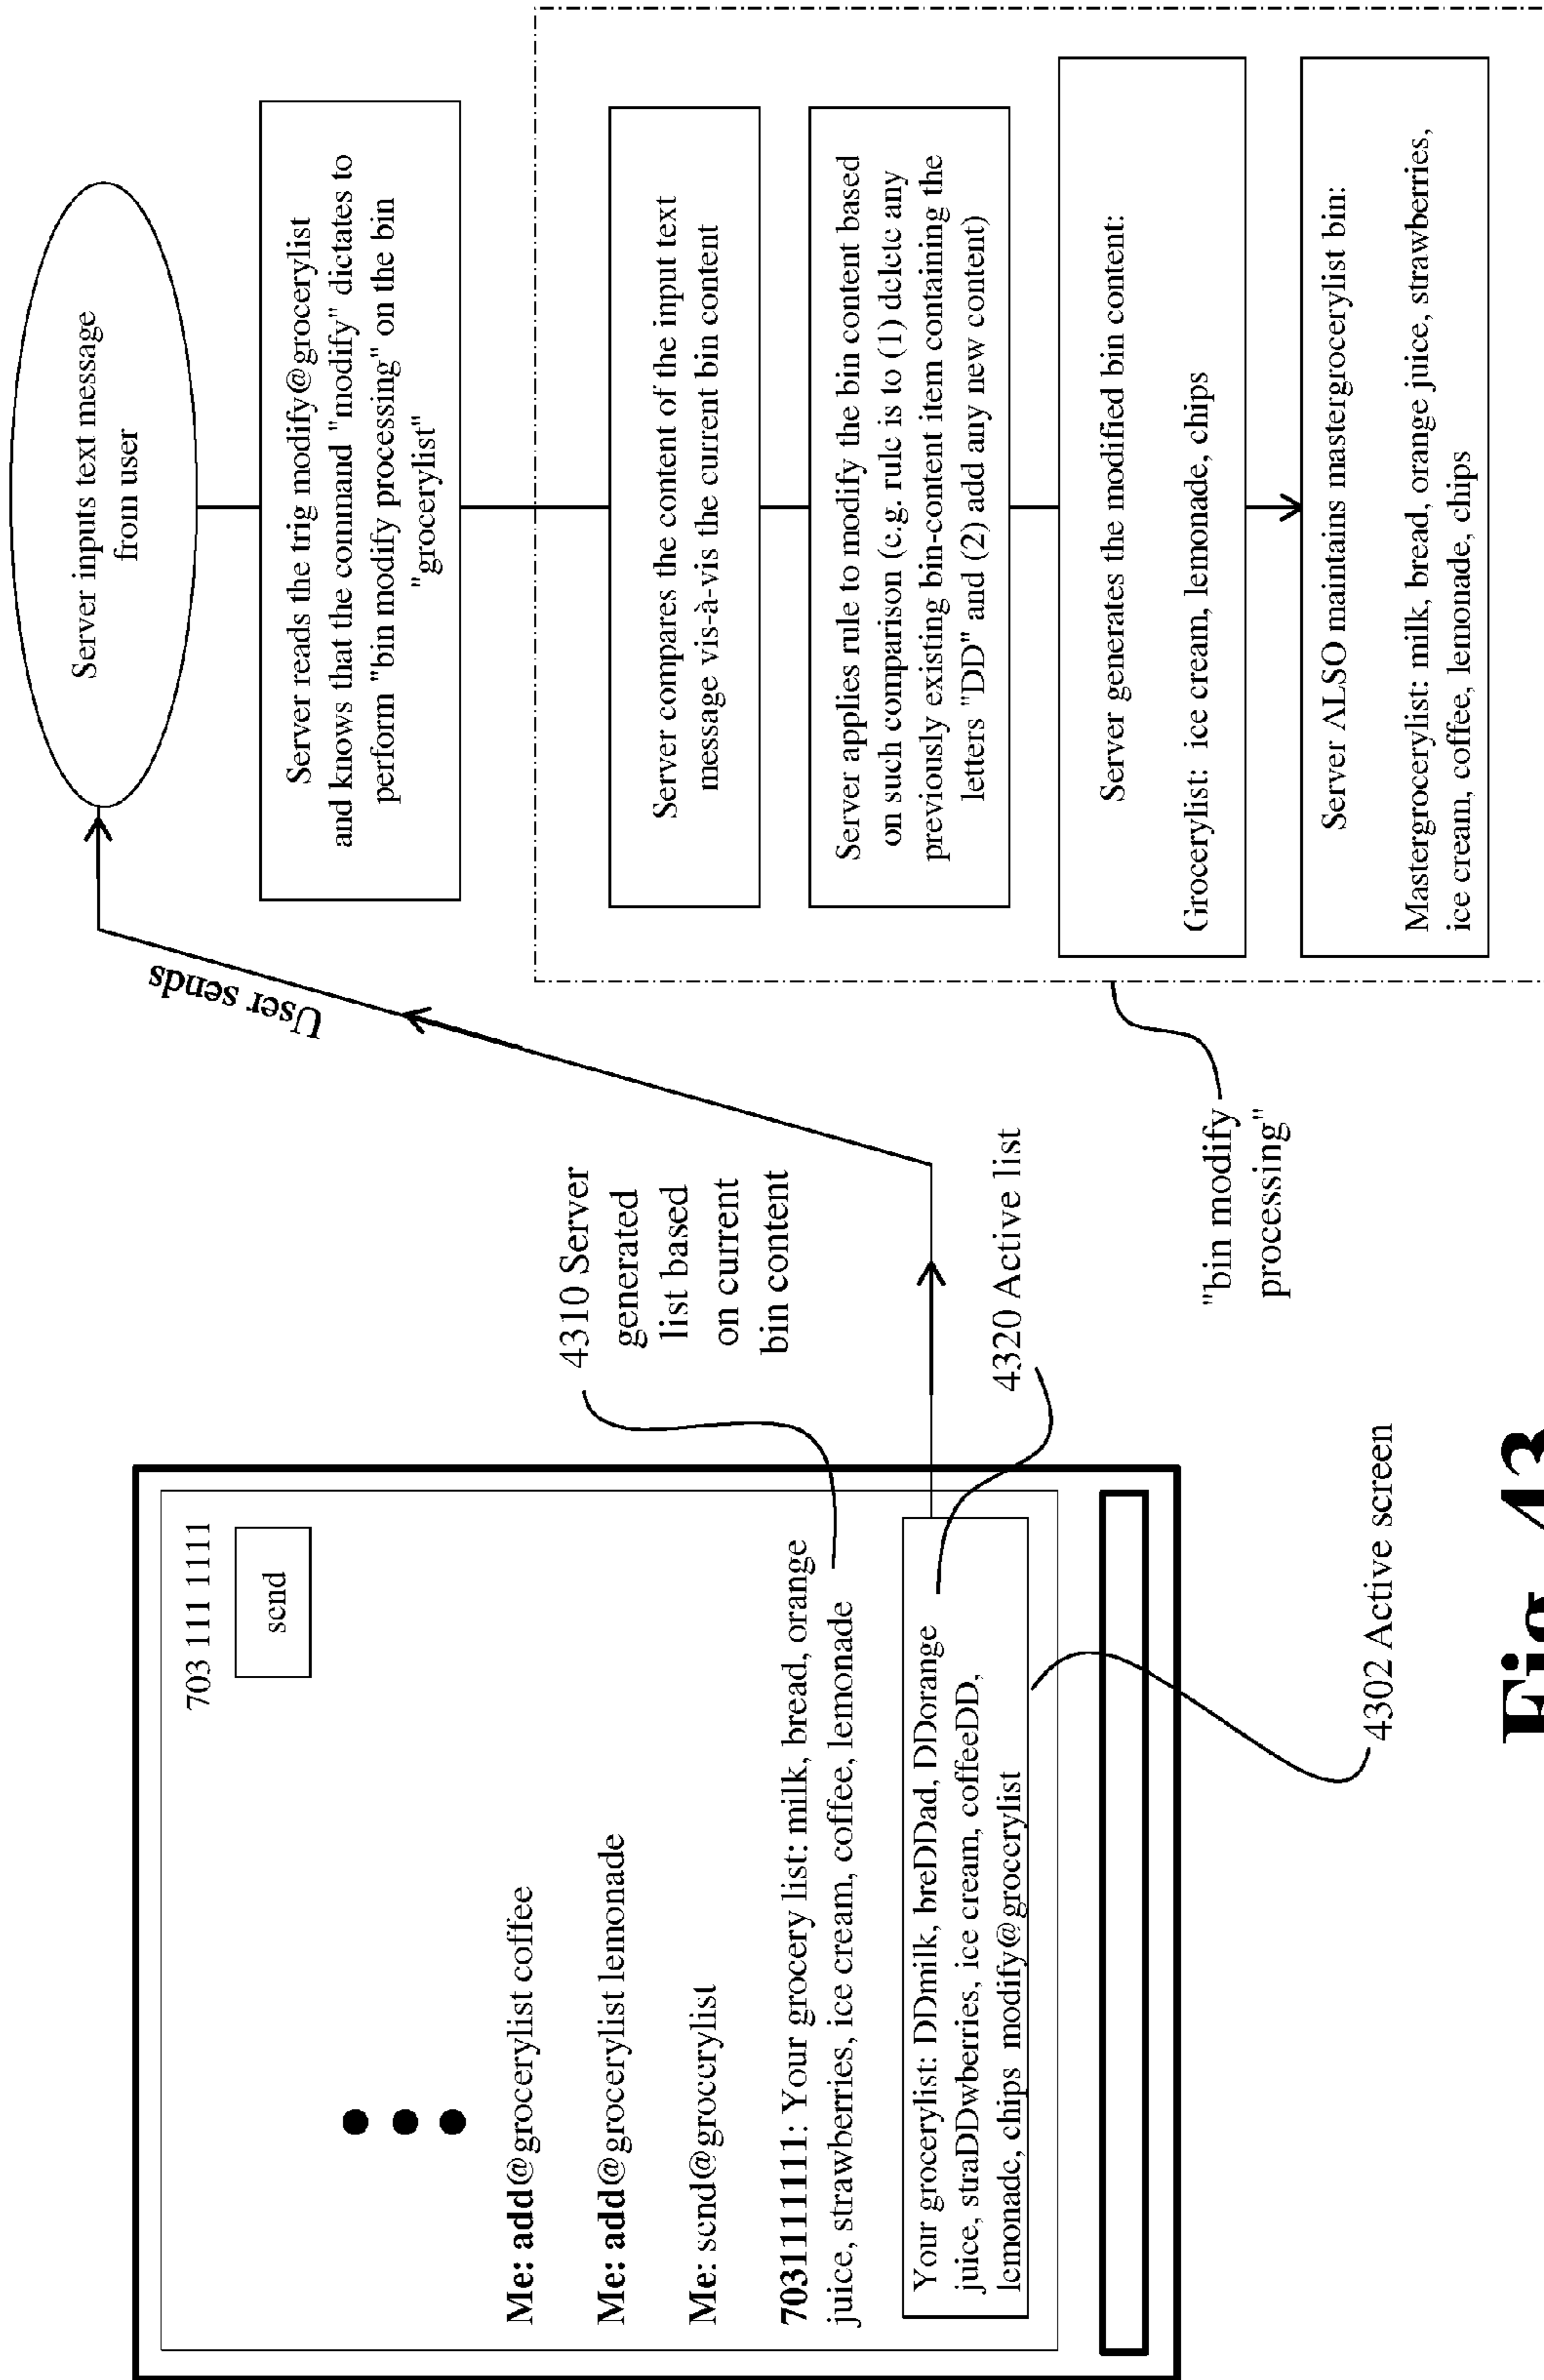 703 111 1111
send
Me: add@grocerylist coffee
Me: add@grocerylist lemonade
Me: send@grocerylist
7031111111: Your grocery list: milk, bread, orange
juice, strawberries, ice cream, coffee, lemonade
Your grocerylist: DDmilk, breDDad, DDorange
juice, straDDwberries, ice cream, coffeeDD,
lemonade, chips modify@grocerylist
4310 Server
generated
list based
on current
bin content
4320 Active list
4302 Active screen
User sends
Server inputs text message
from user
Server reads the trig modify@grocerylist
and knows that the command "modify" dictates to
perform "bin modify processing" on the bin
"grocerylist"
Server compares the content of the input text
message vis-à-vis the current bin content
Server applies rule to modify the bin content based
on such comparison (e.g. rule is to (1) delete any
previously existing bin-content item containing the
letters "DD" and (2) add any new content)
Server generates the modified bin content:
Grocerylist: ice cream, lemonade, chips
Server ALSO maintains mastergrocerylist bin:
Mastergrocerylist: milk, bread, orange juice, strawberries,
ice cream, coffee, lemonade, chips
"bin modify
processing"
Fig. 43